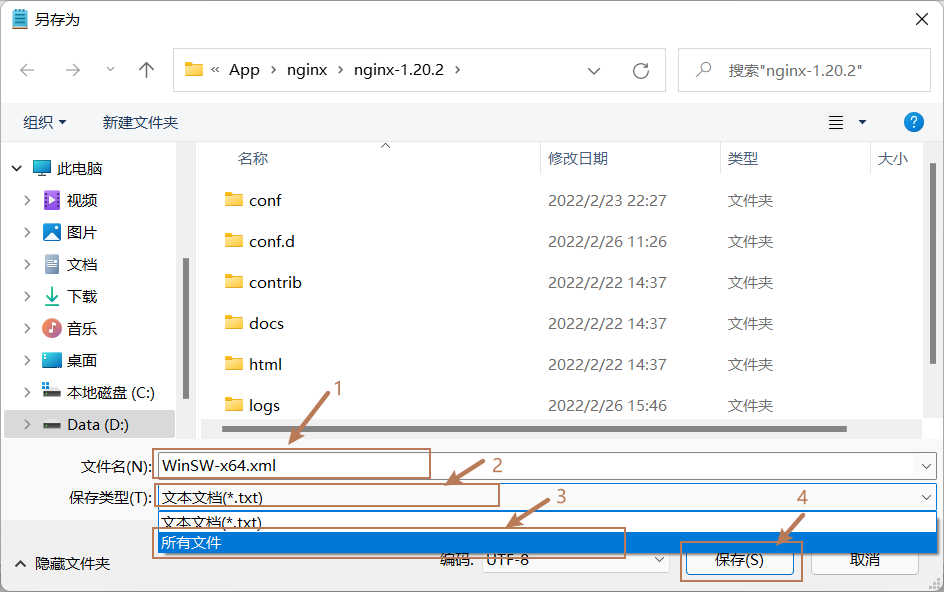 另存为
« App > nginx > nginx-1.20.2 >
搜索"nginx-1.20.2"
组织
新建文件夹
?
名称 修改日期 类型 大小
此电脑
视频
图片
文档
下载
音乐
桌面
本地磁盘 (C:)
Data (D:)
conf 2022/2/23 22:27 文件夹
conf.d 2022/2/26 11:26 文件夹
contrib 2022/2/22 14:37 文件夹
docs 2022/2/22 14:37 文件夹
html 2022/2/22 14:37 文件夹
logs 2022/2/26 15:46 文件夹
1
文件名(N): WinSW-x64.xml
2
保存类型(T): 文本文档(*.txt)
3
4
文本文档(*.txt)
所有文件
隐藏文件夹
编码: UTF-8
保存(S)
取消